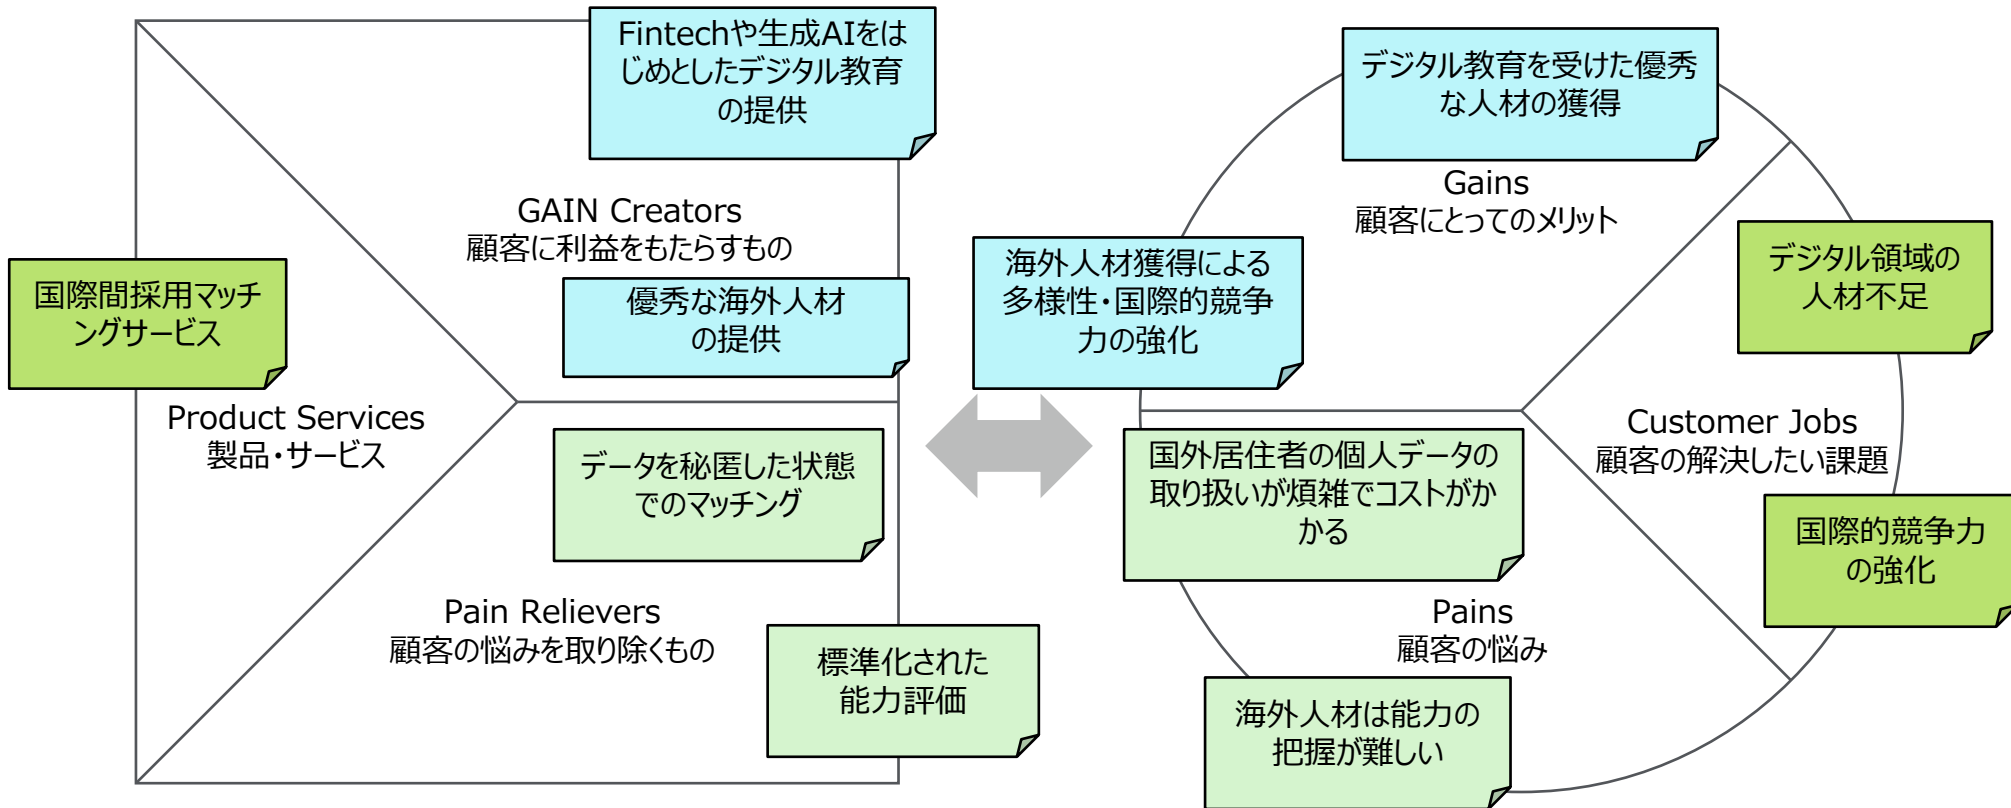 Fintechや生成AIをは
じめとしたデジタル教育
の提供
GAIN Creators
顧客に利益をもたらすもの
国際間採用マッチ
ングサービス
優秀な海外人材
の提供
Product Services
製品・サービス
データを秘匿した状態
でのマッチング
Pain Relievers
顧客の悩みを取り除くもの
標準化された
能力評価
デジタル教育を受けた優秀
な人材の獲得
Gains
顧客にとってのメリット
海外人材獲得による
多様性・国際的競争
力の強化
デジタル領域の
人材不足
Customer Jobs
顧客の解決したい課題
国外居住者の個人データの
取り扱いが煩雑でコストがか
かる
国際的競争力
の強化
Pains
顧客の悩み
海外人材は能力の
把握が難しい